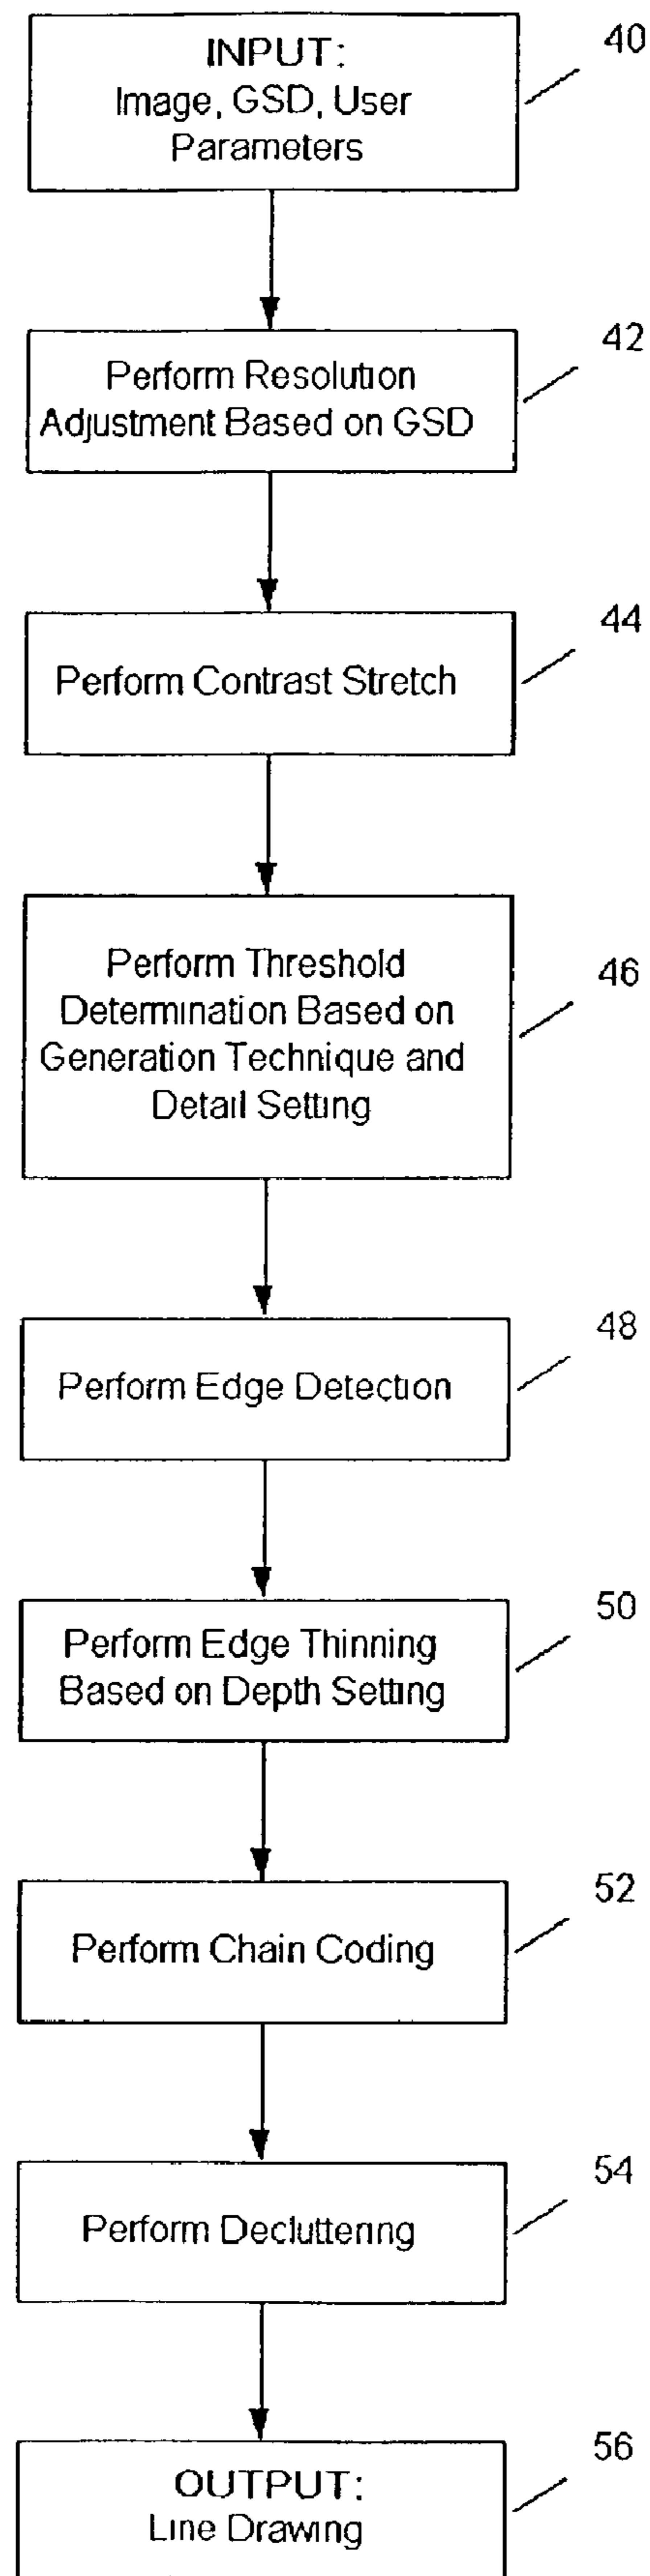 INPUT:
Image, GSD, User
Parameters
40
Perform Resolution
Adjustment Based on GSD
42
Perform Contrast Stretch
44
Perform Threshold
Determination Based on
Generation Technique and
Detail Setting
46
Perform Edge Detection
48
Perform Edge Thinning
Based on Depth Setting
50
Perform Chain Coding
52
Perform Decluttering
54
OUTPUT:
Line Drawing
56